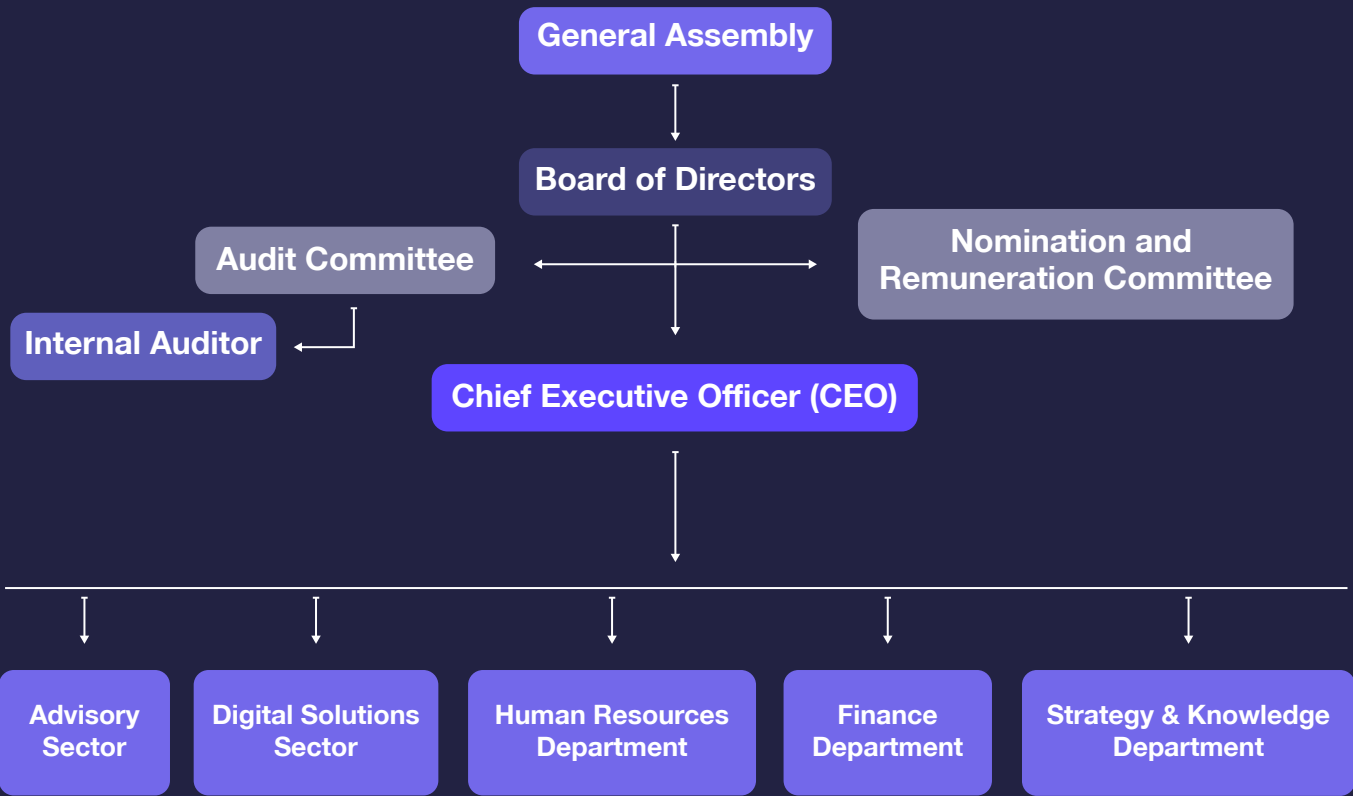 General Assembly
Board of Directors
Audit Committee
Nomination and
Remuneration Committee
Internal Auditor
Chief Executive Officer (CEO)
Advisory
Sector
Digital Solutions
Sector
Human Resources
Department
Finance
Department
Strategy & Knowledge
Department